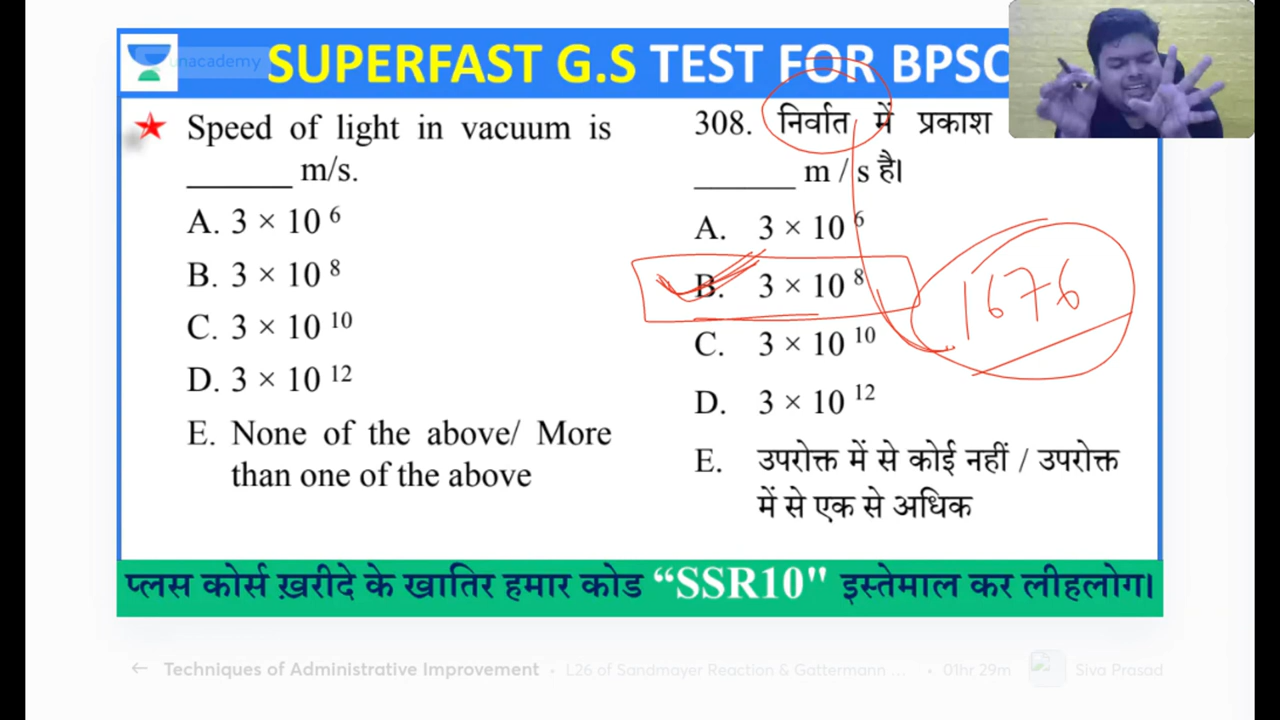 unacademy
SUPERFAST G.S TEST FOR BPSC
Speed of light in vacuum is
______ m/s.
A. 3 × 10 ⁶
B. 3 × 10 ⁸
C. 3 × 10 ¹⁰
D. 3 × 10 ¹²
E. None of the above/ More
than one of the above
308. निर्वात में प्रकाश
______ m / s है।
A. 3 × 10 ⁶
B. 3 × 10 ⁸
C. 3 × 10 ¹⁰
D. 3 × 10 ¹²
E. उपरोक्त में से कोई नहीं / उपरोक्त
में से एक से अधिक
1676
प्लस कोर्स ख़रीदे के खातिर हमार कोड “SSR10" इस्तेमाल कर लीहलोग।
← Techniques of Administrative Improvement • L26 of Sandmayer Reaction & Gattermann ... • 01hr 29m Siva Prasad